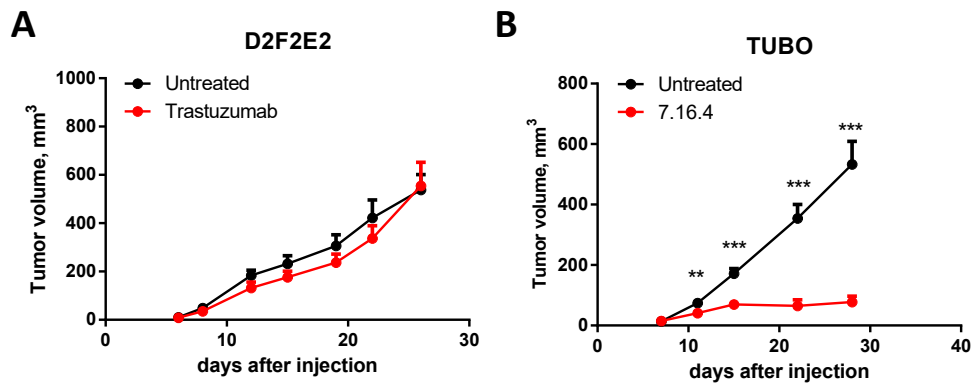 A
D2F2E2
Untreated
Trastuzumab
Tumor volume, mm³
1000
800
600
400
200
0
0 10 20 30
days after injection
B
TUBO
Untreated
7.16.4
Tumor volume, mm³
800
600
400
200
0
**
***
***
***
0 10 20 30 40
days after injection